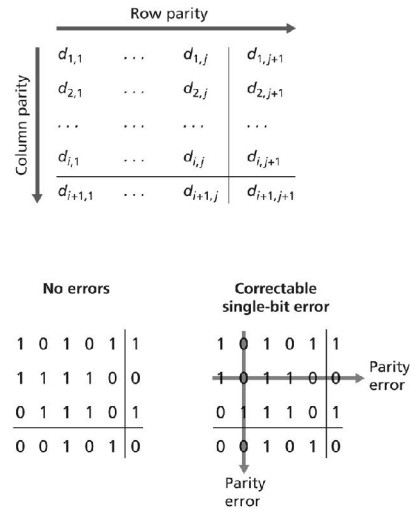 Row parity
Column parity
d1,1 ... d1,j d1,j+1
d2,1 ... d2,j d2,j+1
... ... ... ...
di,1 ... di,j di,j+1
di+1,1 ... di+1,j di+1,j+1
No errors
1 0 1 0 1 1
1 1 1 1 0 0
0 1 1 1 0 1
0 0 1 0 1 0
Correctable
single-bit error
1 0 1 0 1 1
1 0 1 1 0 0
0 1 1 1 0 1
0 0 1 0 1 0
Parity
error
Parity
error